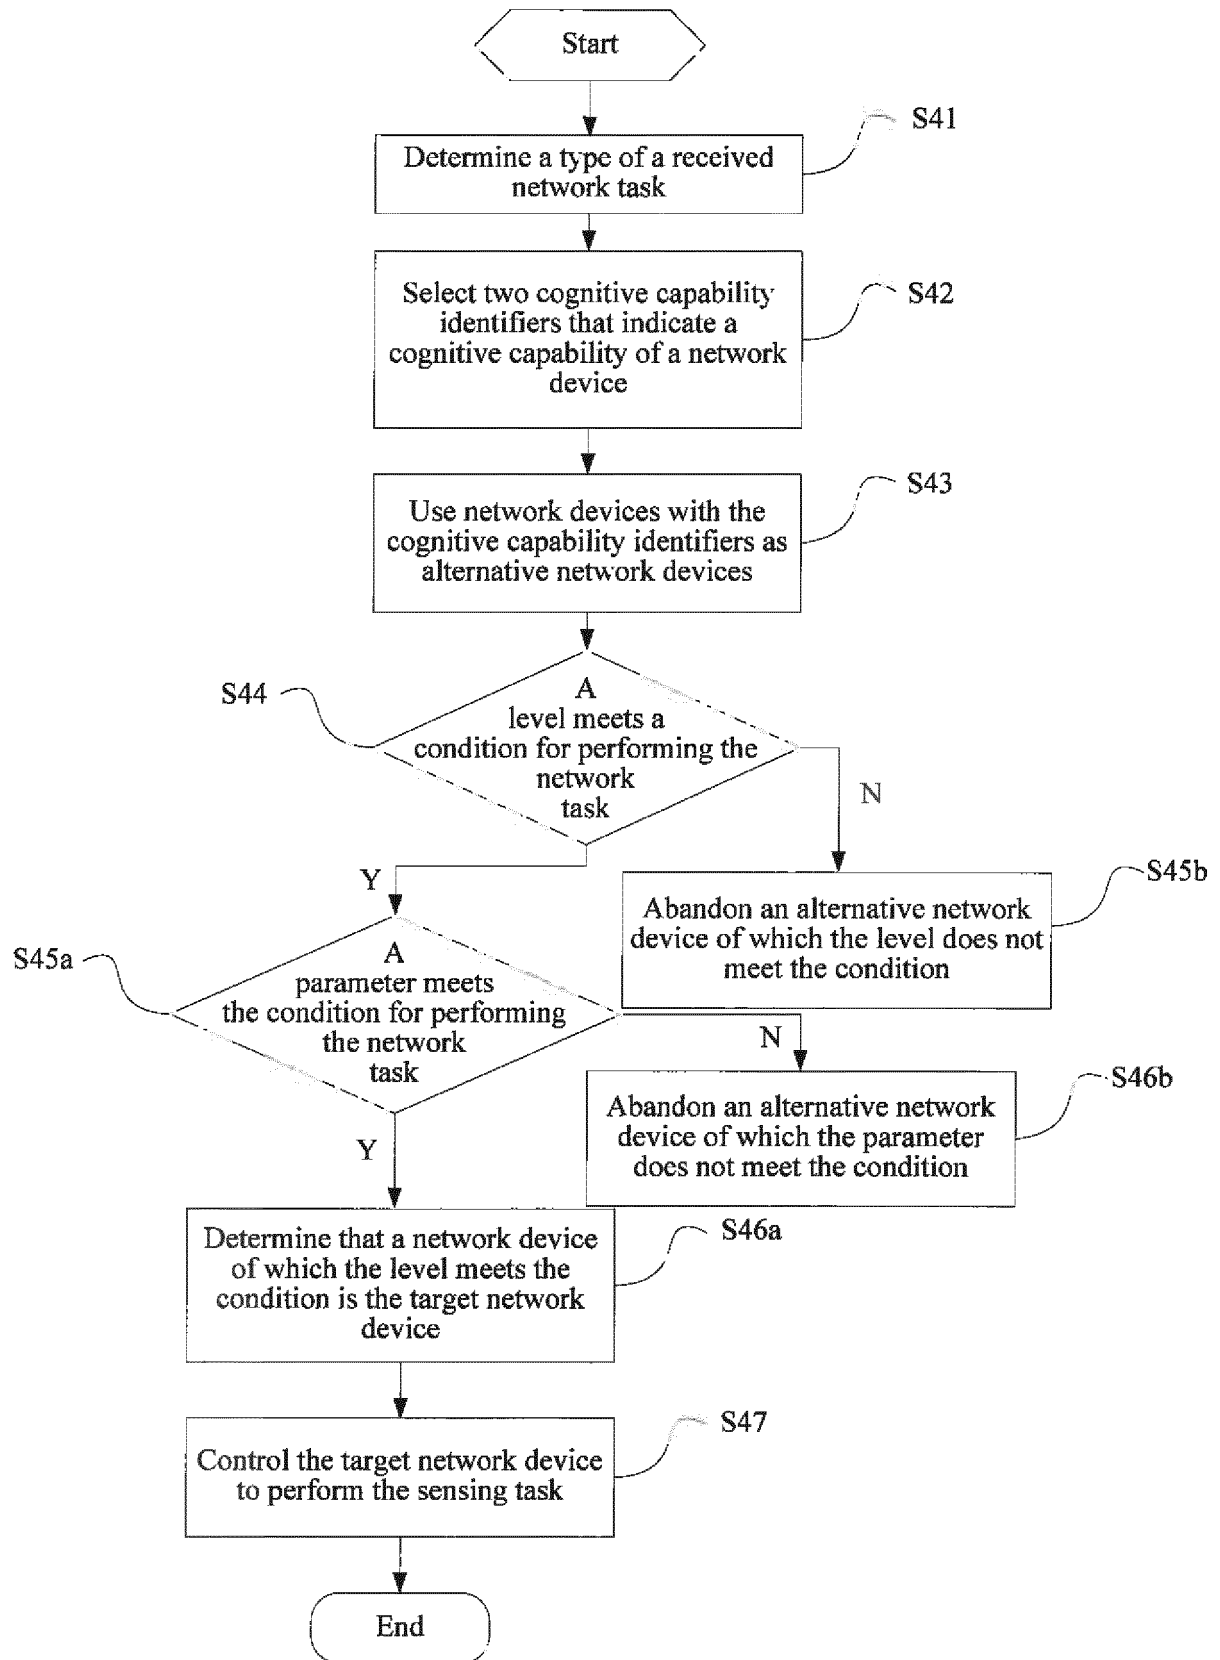 Start
S41
Determine a type of a received
network task
S42
Select two cognitive capability
identifiers that indicate a
cognitive capability of a network
device
S43
Use network devices with the
cognitive capability identifiers as
alternative network devices
S44
A
level meets a
condition for performing the
network
task
N
Y
S45b
Abandon an alternative network
device of which the level does not
meet the condition
S45a
A
parameter meets
the condition for performing
the network
task
N
Y
S46b
Abandon an alternative network
device of which the parameter
does not meet the condition
S46a
Determine that a network device
of which the level meets the
condition is the target network
device
S47
Control the target network device
to perform the sensing task
End